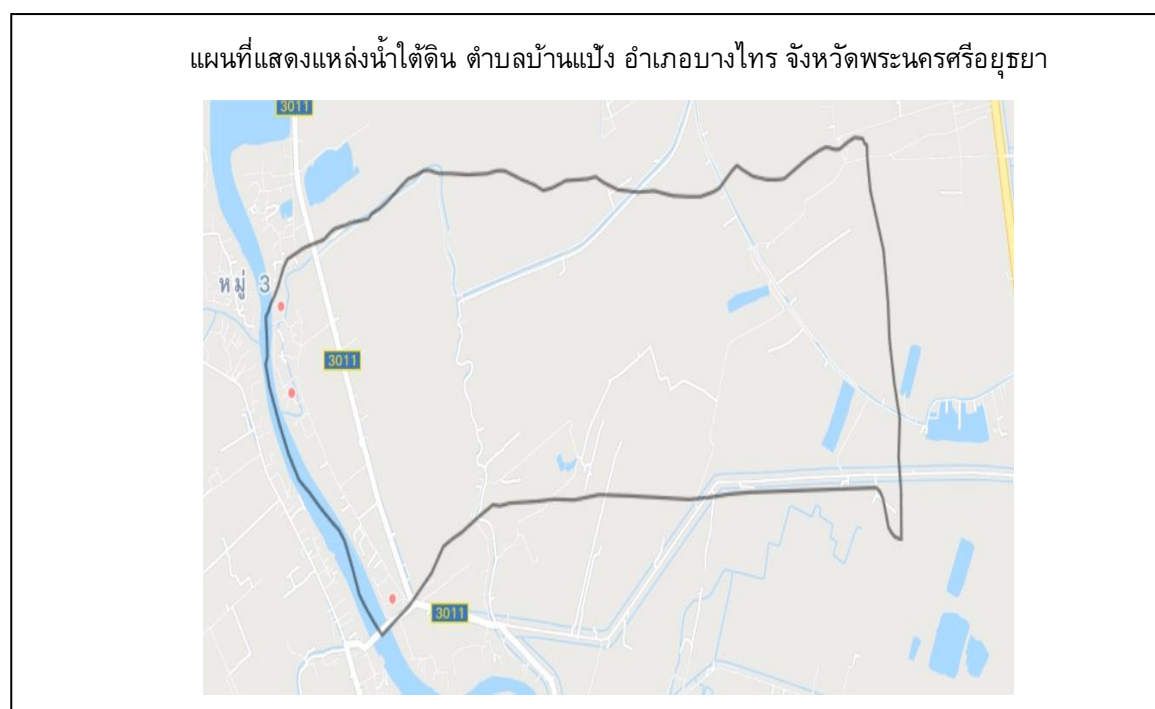 แผนที่แสดงแหล่งน้ำใต้ดิน ตำบลบ้านแป้ง อำเภอบางไทร จังหวัดพระนครศรีอยุธยา
3011
หมู่ 3
3011
3011